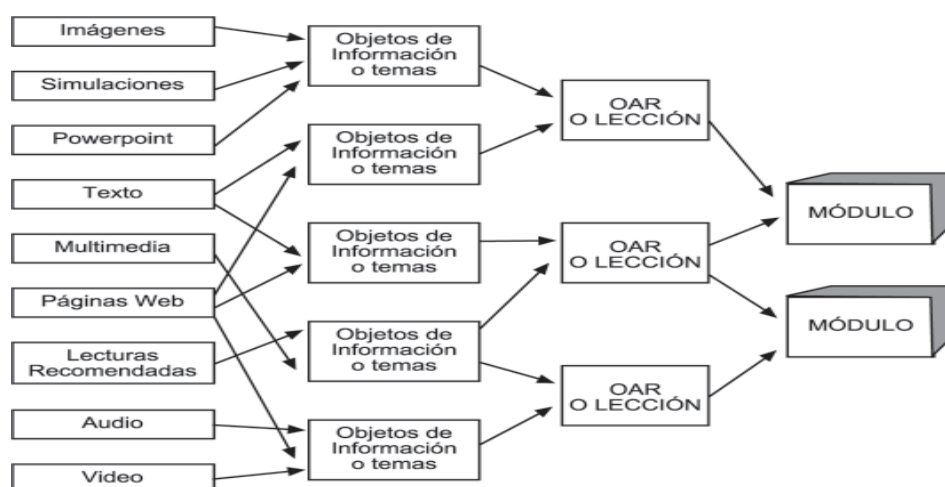 Imágenes
Simulaciones
Powerpoint
Texto
Multimedia
Páginas Web
Lecturas
Recomendadas
Audio
Video
Objetos de
Información
o temas
Objetos de
Información
o temas
Objetos de
Información
o temas
Objetos de
Información
o temas
Objetos de
Información
o temas
OAR
O LECCIÓN
OAR
O LECCIÓN
OAR
O LECCIÓN
MÓDULO
MÓDULO